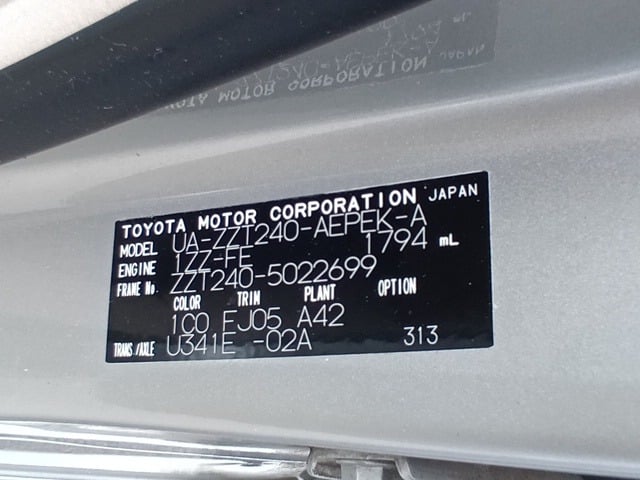 TOYOTA MOTOR CORPORATION JAPAN
MODEL UA-ZZT240-AEPEK-A
ENGINE 1ZZ-FE 1794 mL
FRAME No. ZZT240-5022699
COLOR TRIM PLANT OPTION
1C0 FJ05 A42
TRANS./AXLE U341E -02A 313